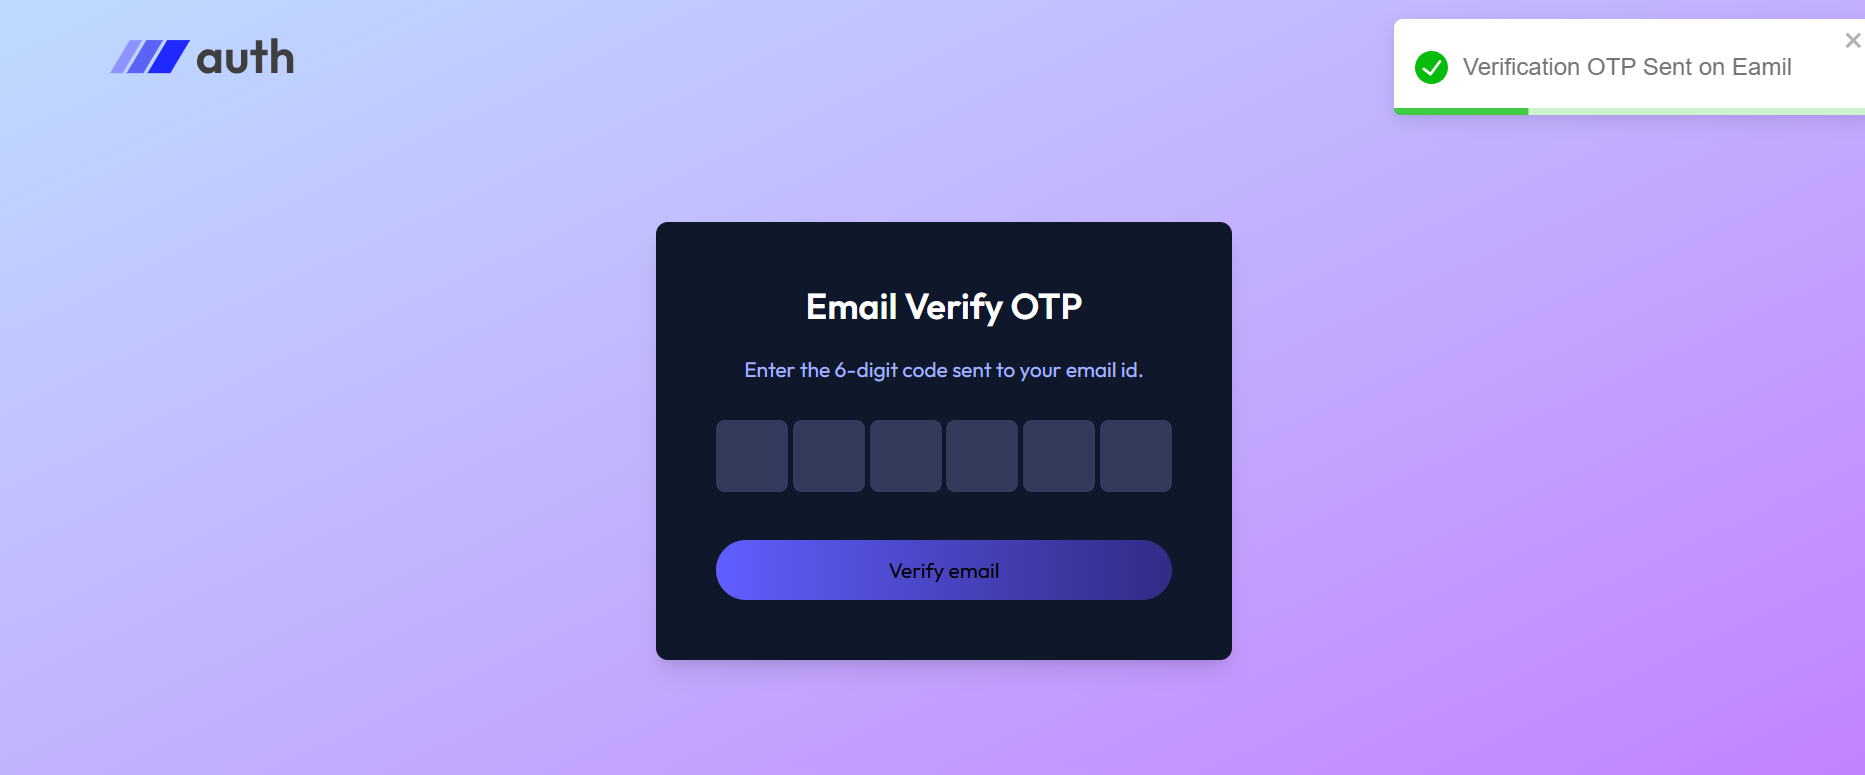 auth
Verification OTP Sent on Eamil
Email Verify OTP
Enter the 6-digit code sent to your email id.
Verify email